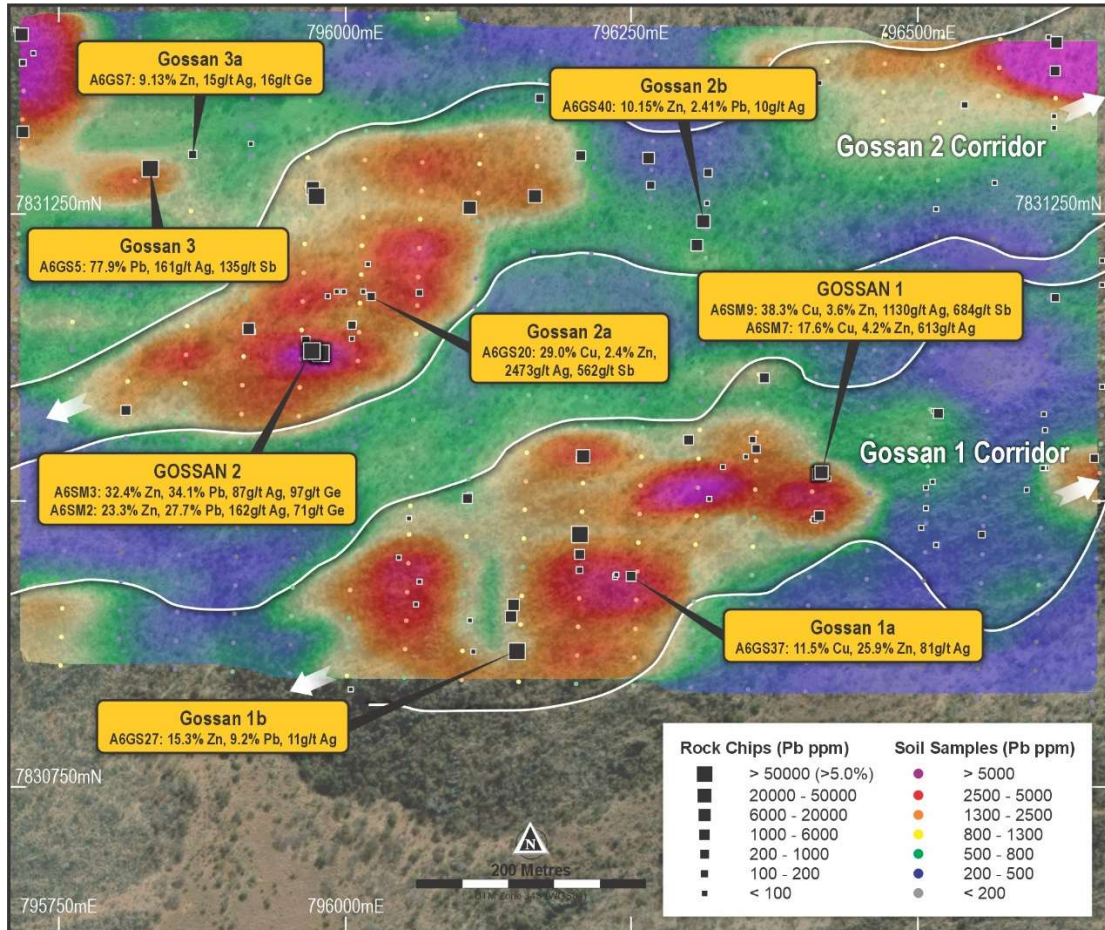 796000mE
796250mE
796500mE
Gossan 3a
A6GS7: 9.13% Zn, 15g/t Ag, 16g/t Ge
Gossan 2b
A6GS40: 10.15% Zn, 2.41% Pb, 10g/t Ag
Gossan 2 Corridor
7831250mN
7831250mN
Gossan 3
A6GS5: 77.9% Pb, 161g/t Ag, 135g/t Sb
GOSSAN 1
A6SM9: 38.3% Cu, 3.6% Zn, 1130g/t Ag, 684g/t Sb
A6SM7: 17.6% Cu, 4.2% Zn, 613g/t Ag
Gossan 2a
A6GS20: 29.0% Cu, 2.4% Zn,
2473g/t Ag, 562g/t Sb
GOSSAN 2
A6SM3: 32.4% Zn, 34.1% Pb, 87g/t Ag, 97g/t Ge
A6SM2: 23.3% Zn, 27.7% Pb, 162g/t Ag, 71g/t Ge
Gossan 1 Corridor
Gossan 1a
A6GS37: 11.5% Cu, 25.9% Zn, 81g/t Ag
Gossan 1b
A6GS27: 15.3% Zn, 9.2% Pb, 11g/t Ag
7830750mN
N
200 Metres
795750mE
796000mE
Rock Chips (Pb ppm)
> 50000 (>5.0%)
20000 - 50000
6000 - 20000
1000 - 6000
200 - 1000
100 - 200
< 100
Soil Samples (Pb ppm)
> 5000
2500 - 5000
1300 - 2500
800 - 1300
500 - 800
200 - 500
< 200